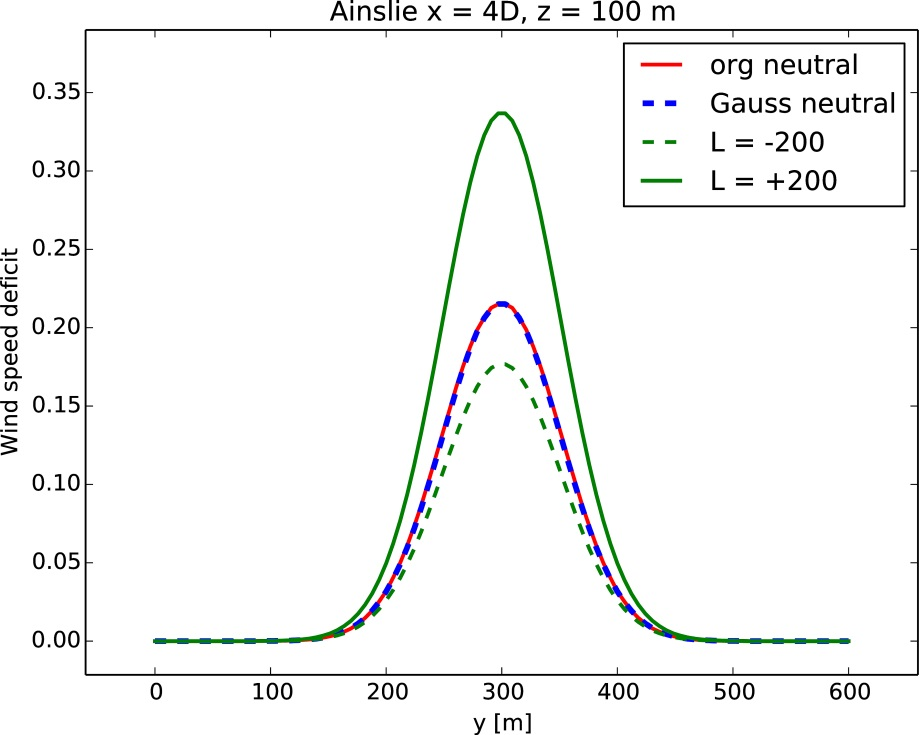 Ainslie x = 4D, z = 100 m
org neutral
Gauss neutral
L = -200
L = +200
Wind speed deficit
0.35
0.30
0.25
0.20
0.15
0.10
0.05
0.00
0 100 200 300 400 500 600
y [m]